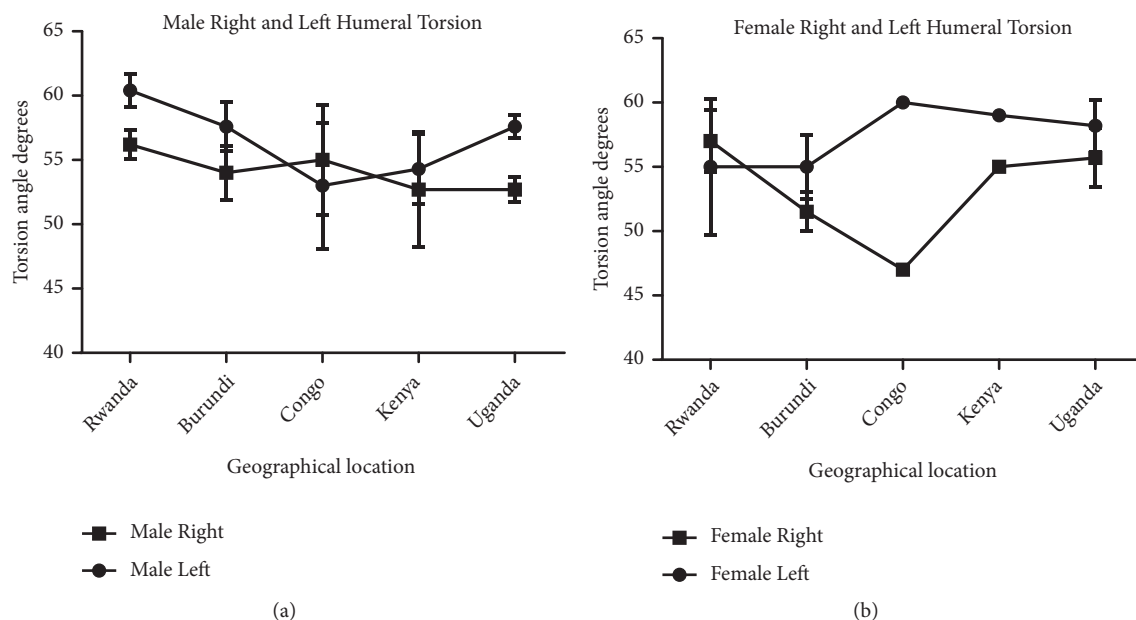 Male Right and Left Humeral Torsion
65
60
55
50
45
40
Torsion angle degrees
Rwanda
Burundi
Congo
Kenya
Uganda
Geographical location
Male Right
Male Left
(a)
Female Right and Left Humeral Torsion
65
60
55
50
45
40
Torsion angle degrees
Rwanda
Burundi
Congo
Kenya
Uganda
Geographical location
Female Right
Female Left
(b)